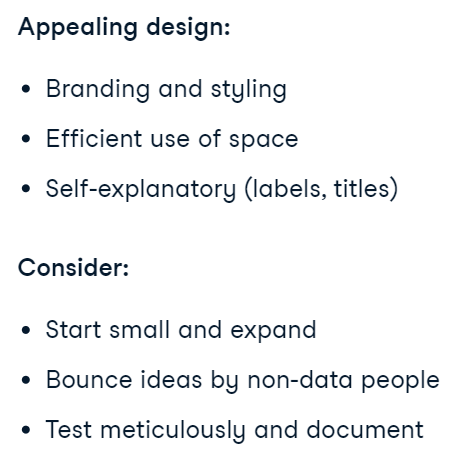 Appealing design:
• Branding and styling
• Efficient use of space
• Self-explanatory (labels, titles)
Consider:
• Start small and expand
• Bounce ideas by non-data people
• Test meticulously and document